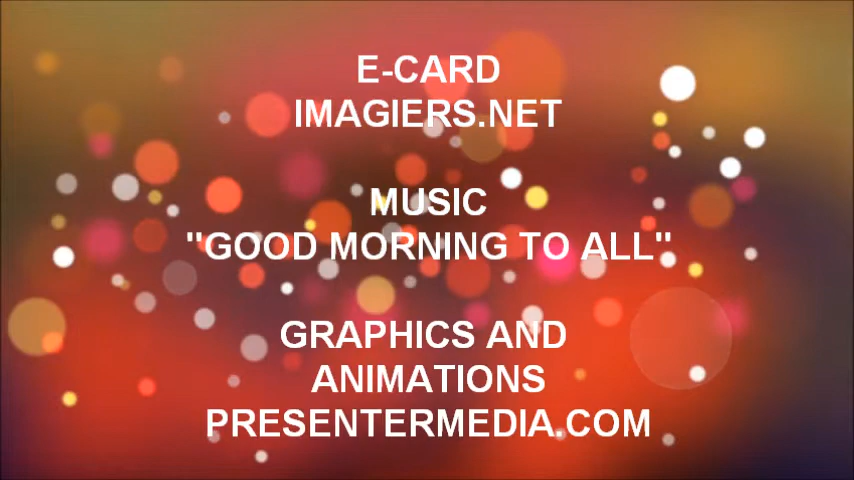 E-CARD
IMAGIERS.NET
MUSIC
"GOOD MORNING TO ALL"
GRAPHICS AND
ANIMATIONS
PRESENTERMEDIA.COM